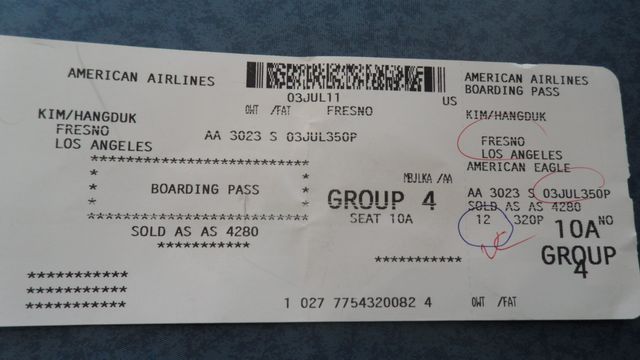 AMERICAN AIRLINES
03JUL11 US
OWT /FAT FRESNO
KIM/HANGDUK
FRESNO
LOS ANGELES
AA 3023 S 03JUL350P
****************************
* *
* BOARDING PASS *
* *
****************************
SOLD AS AS 4280
***********
MBJLKA /AA
GROUP 4
SEAT 10A
***********
***********
***********
***********
1 027 7754320082 4
AMERICAN AIRLINES
BOARDING PASS
KIM/HANGDUK
FRESNO
LOS ANGELES
AMERICAN EAGLE
AA 3023 S 03JUL350P
SOLD AS AS 4280
12 320P NO
10A
GROUP
4
OWT /FAT